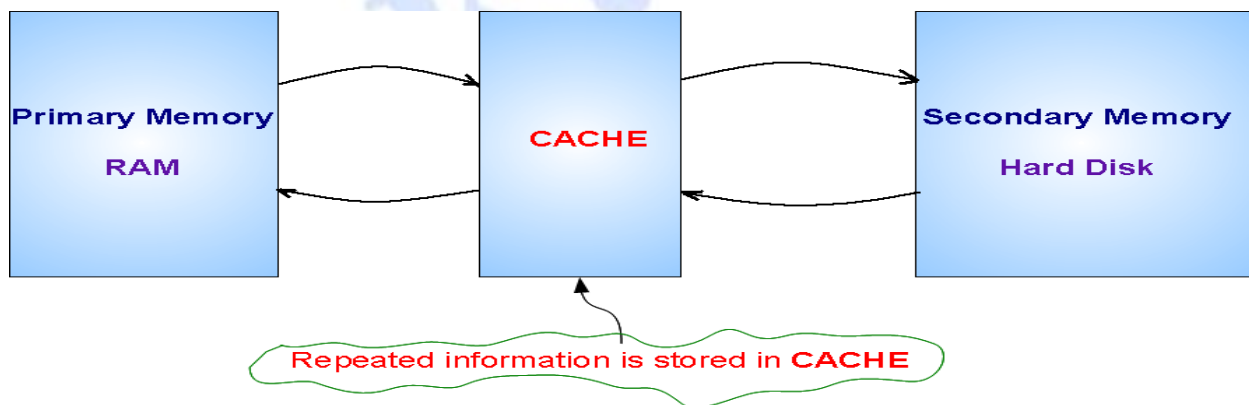 Primary Memory
RAM
CACHE
Secondary Memory
Hard Disk
Repeated information is stored in CACHE